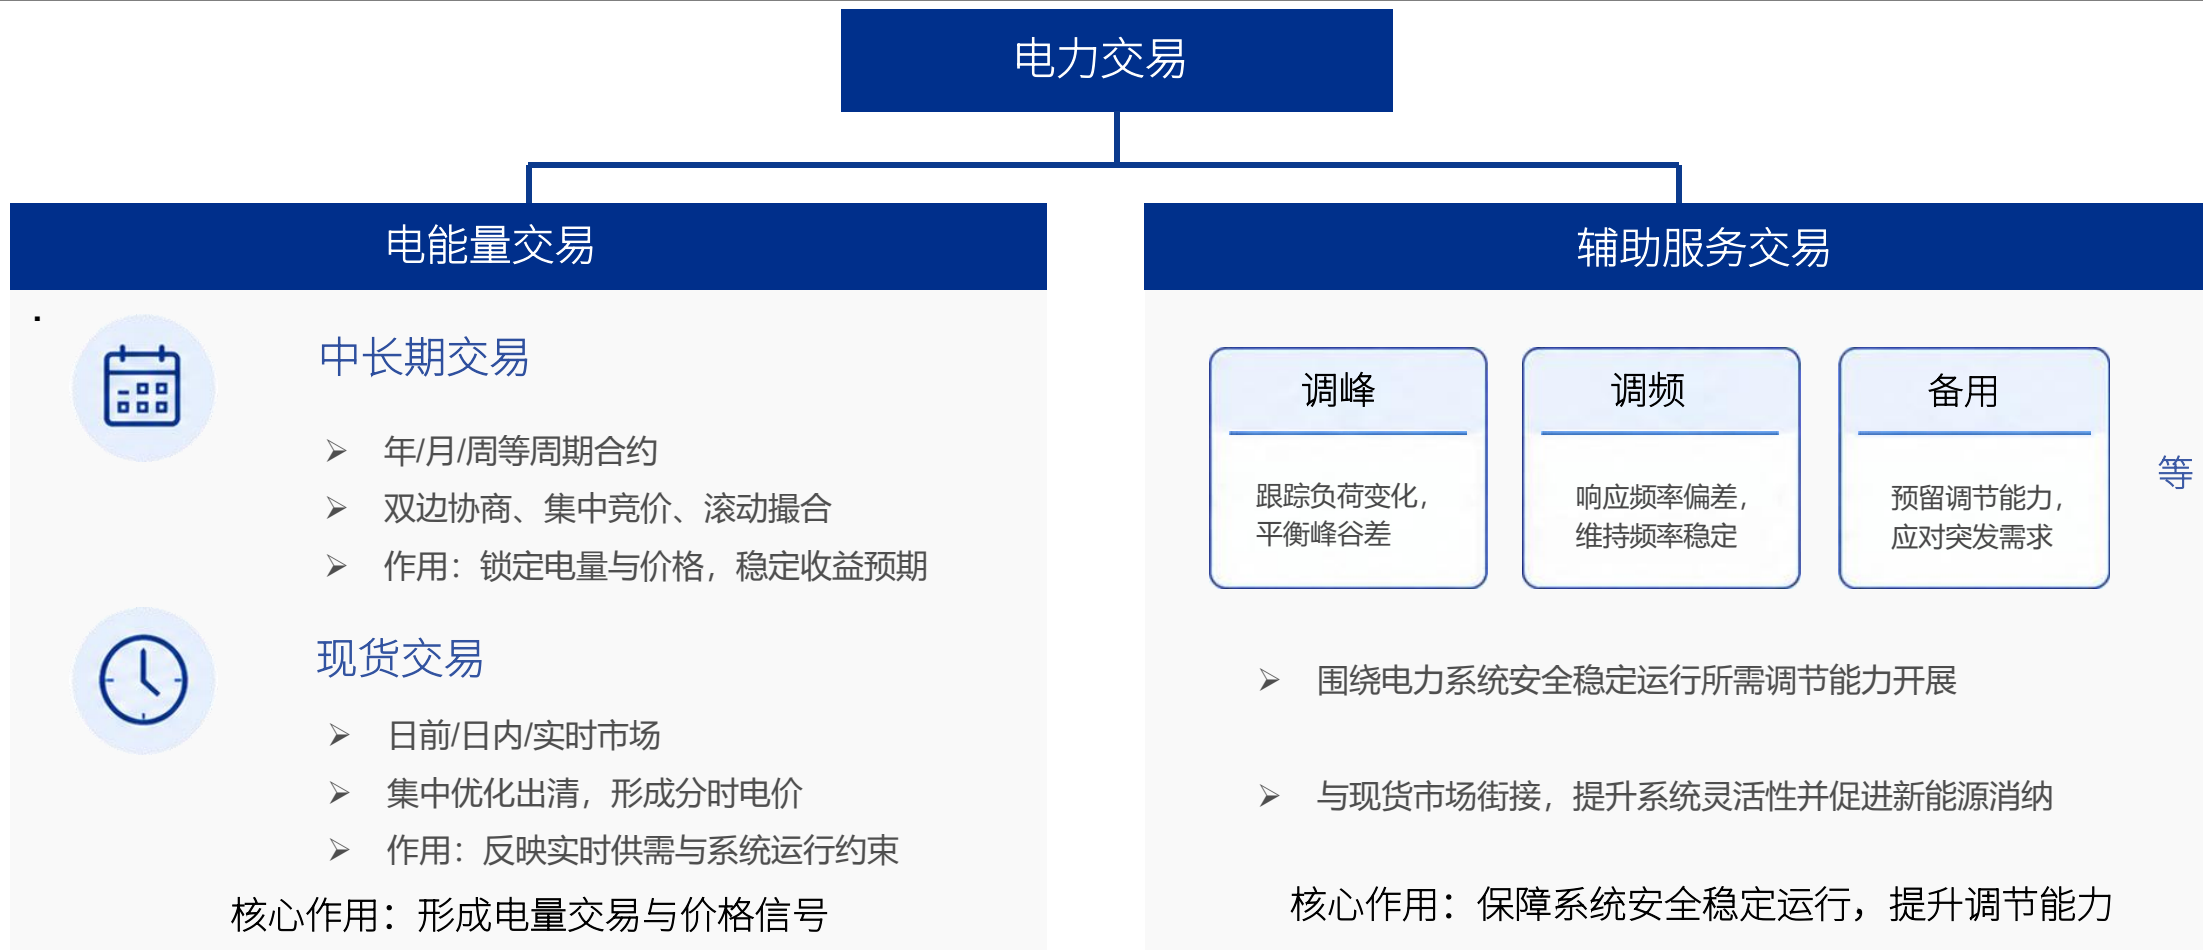 电力交易
电能量交易
中长期交易
年/月/周等周期合约
双边协商、集中竞价、滚动撮合
作用：锁定电量与价格，稳定收益预期
现货交易
日前/日内/实时市场
集中优化出清，形成分时电价
作用：反映实时供需与系统运行约束
核心作用：形成电量交易与价格信号
辅助服务交易
调峰
跟踪负荷变化，
平衡峰谷差
调频
响应频率偏差，
维持频率稳定
备用
预留调节能力，
应对突发需求
等
围绕电力系统安全稳定运行所需调节能力开展
与现货市场街接，提升系统灵活性并促进新能源消纳
核心作用：保障系统安全稳定运行，提升调节能力